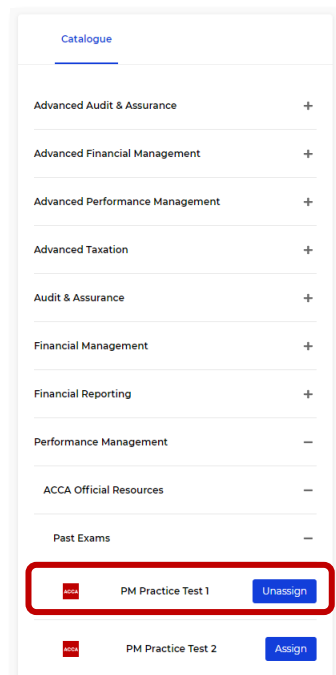 Catalogue
Advanced Audit & Assurance +
Advanced Financial Management +
Advanced Performance Management +
Advanced Taxation +
Audit & Assurance +
Financial Management +
Financial Reporting +
Performance Management −
ACCA Official Resources −
Past Exams −
ACCA PM Practice Test 1 Unassign
ACCA PM Practice Test 2 Assign